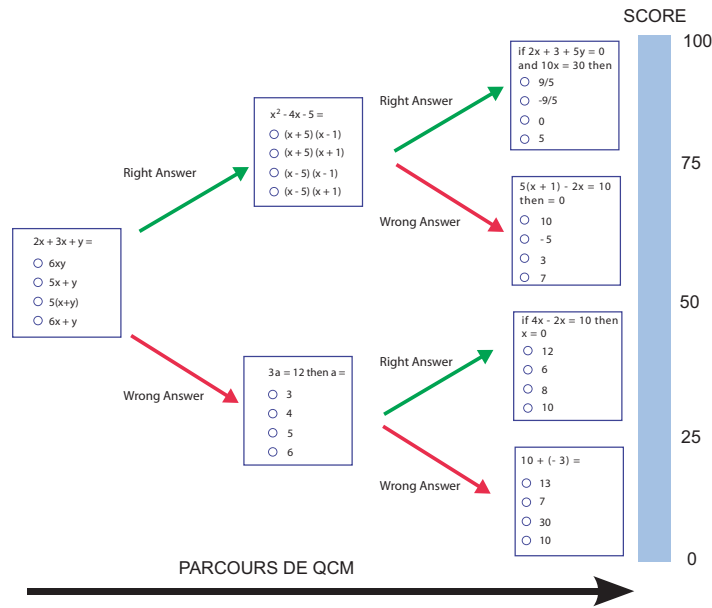 SCORE
100
75
50
25
0
2x + 3x + y =
6xy
5x + y
5(x+y)
6x + y
Right Answer
Wrong Answer
x² - 4x - 5 =
(x + 5) (x - 1)
(x + 5) (x + 1)
(x - 5) (x - 1)
(x - 5) (x + 1)
3a = 12 then a =
3
4
5
6
Right Answer
Wrong Answer
Right Answer
Wrong Answer
if 2x + 3 + 5y = 0
and 10x = 30 then
9/5
-9/5
0
5
5(x + 1) - 2x = 10
then = 0
10
- 5
3
7
if 4x - 2x = 10 then
x = 0
12
6
8
10
10 + (- 3) =
13
7
30
10
PARCOURS DE QCM